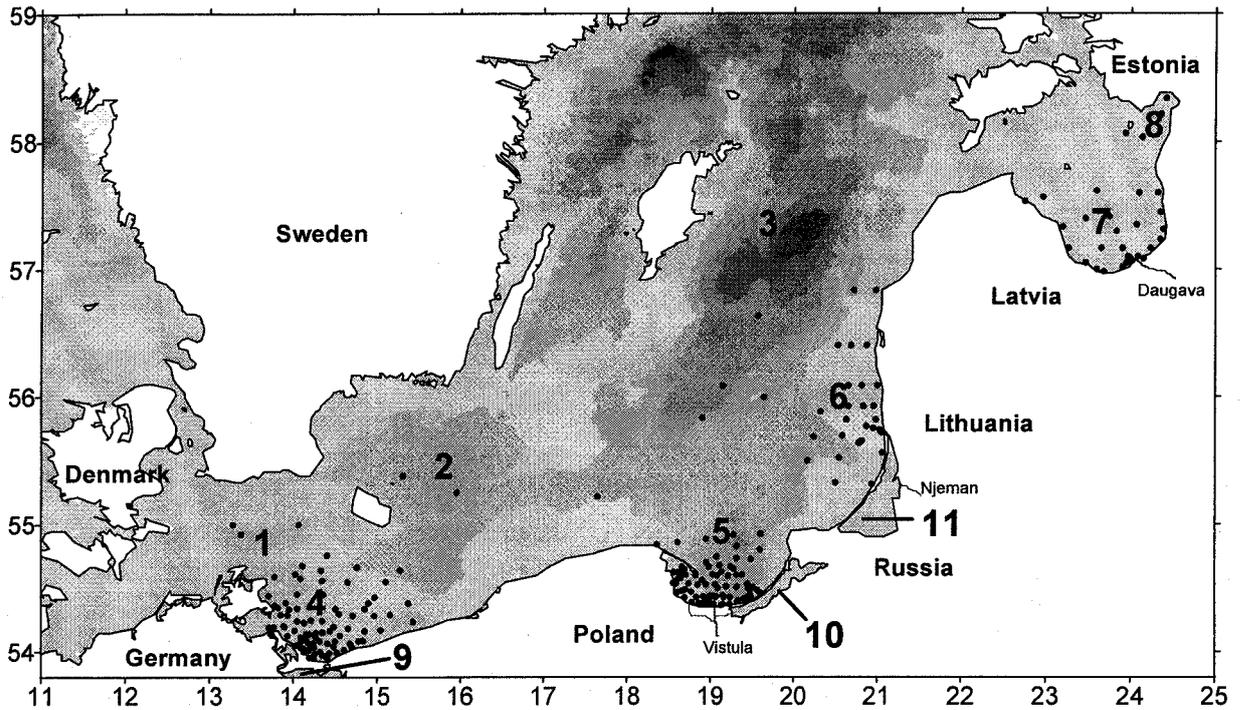 59
58
57
56
55
54
Estonia
8
Sweden
3
7
Daugava
Latvia
6
Lithuania
2
Denmark
Njeman
11
1
5
Russia
4
10
Poland
Vistula
9
Germany
11 12 13 14 15 16 17 18 19 20 21 22 23 24 25